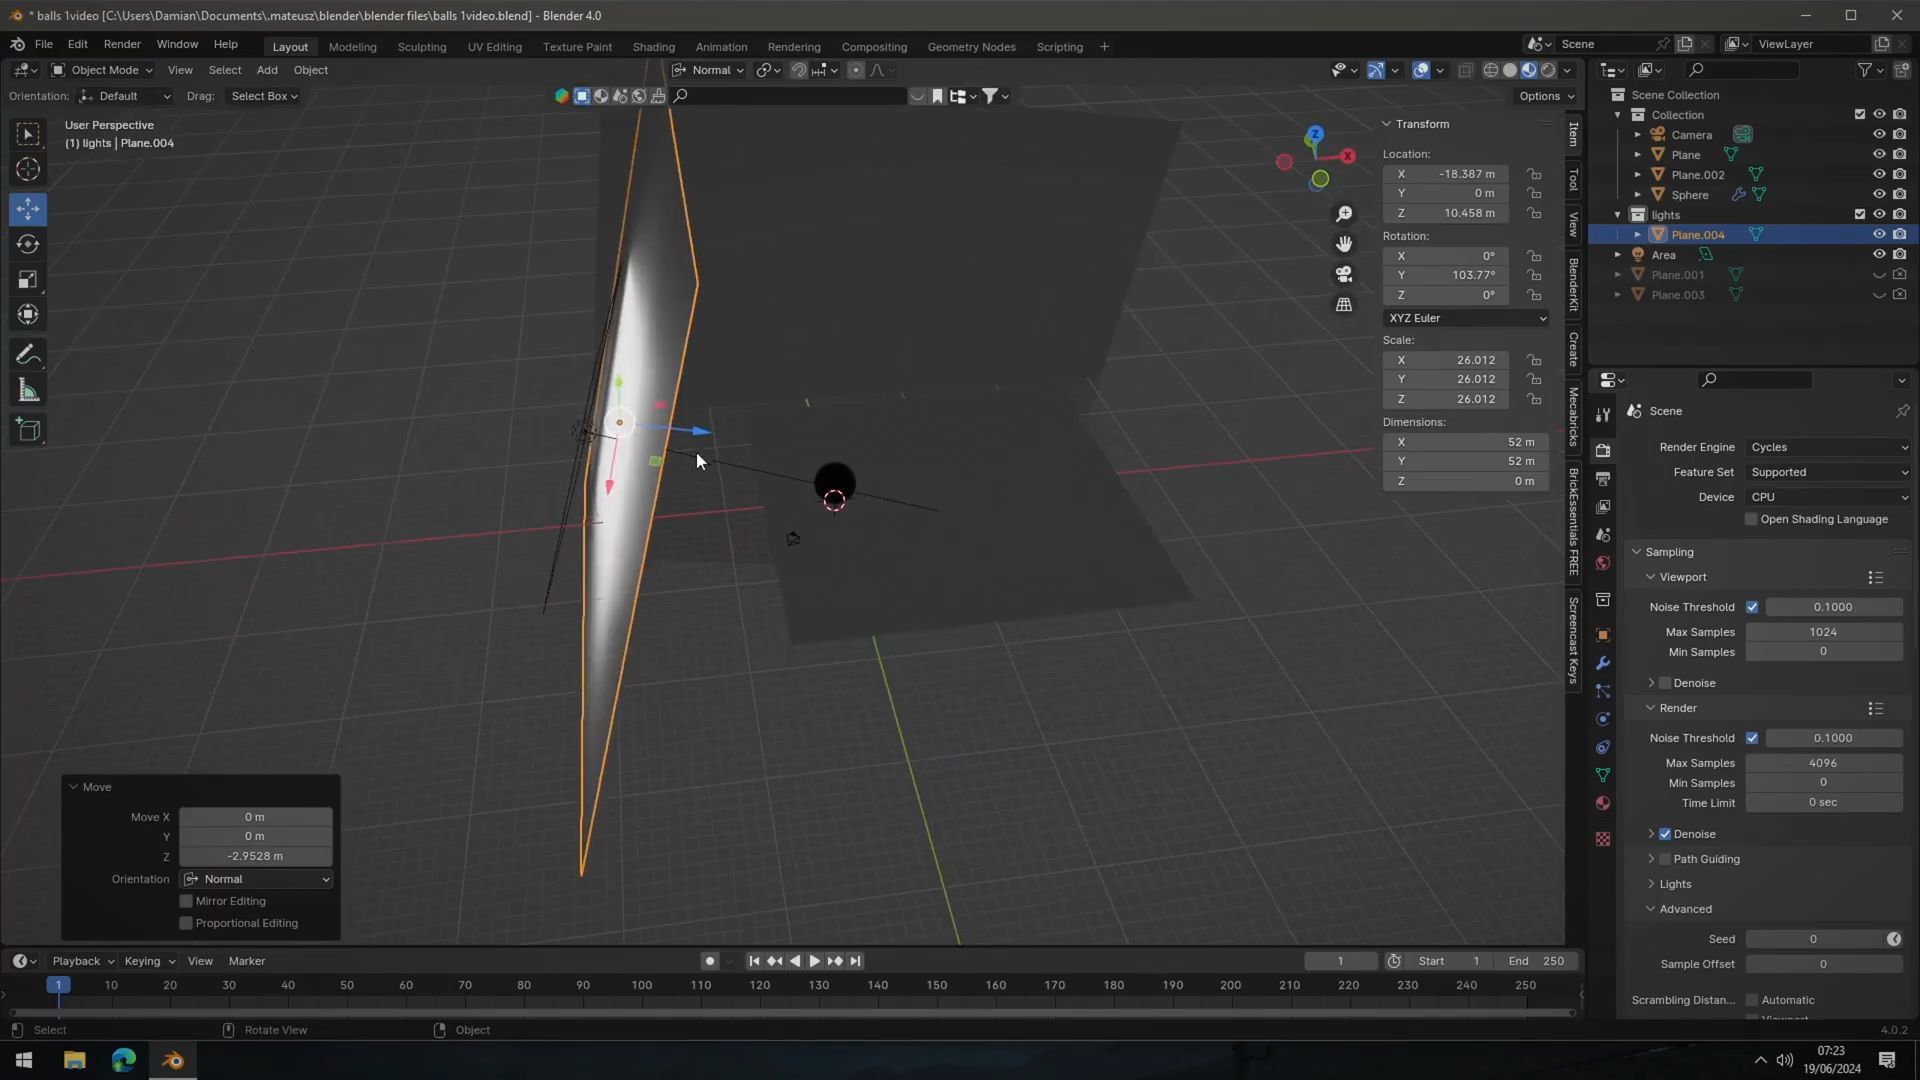 * balls 1video [C:\Users\Damian\Documents\.mateusz\blender\blender files\balls 1video.blend] - Blender 4.0
File Edit Render Window Help
Layout Modeling Sculpting UV Editing Texture Paint Shading Animation Rendering Compositing Geometry Nodes Scripting +
Scene
ViewLayer
Object Mode View Select Add Object
Normal
Orientation: Default Drag: Select Box
Options
User Perspective
(1) lights | Plane.004
Z
X
Transform
Location:
X -18.387 m
Y 0 m
Z 10.458 m
Rotation:
X 0°
Y 103.77°
Z 0°
XYZ Euler
Scale:
X 26.012
Y 26.012
Z 26.012
Dimensions:
X 52 m
Y 52 m
Z 0 m
Item
Tool
View
BlenderKit
Create
Mecabricks
BrickEssentials FREE
Screencast Keys
Scene Collection
Collection
Camera
Plane
Plane.002
Sphere
lights
Plane.004
Area
Plane.001
Plane.003
Scene
Render Engine Cycles
Feature Set Supported
Device CPU
Open Shading Language
Sampling
Viewport
Noise Threshold 0.1000
Max Samples 1024
Min Samples 0
Denoise
Render
Noise Threshold 0.1000
Max Samples 4096
Min Samples 0
Time Limit 0 sec
Denoise
Path Guiding
Lights
Advanced
Seed 0
Sample Offset 0
Scrambling Distan... Automatic
Move
Move X 0 m
Y 0 m
Z -2.9528 m
Orientation Normal
Mirror Editing
Proportional Editing
Playback Keying View Marker
1 Start 1 End 250
1 10 20 30 40 50 60 70 80 90 100 110 120 130 140 150 160 170 180 190 200 210 220 230 240 250
Select Rotate View Object
4.0.2
07:23
19/06/2024